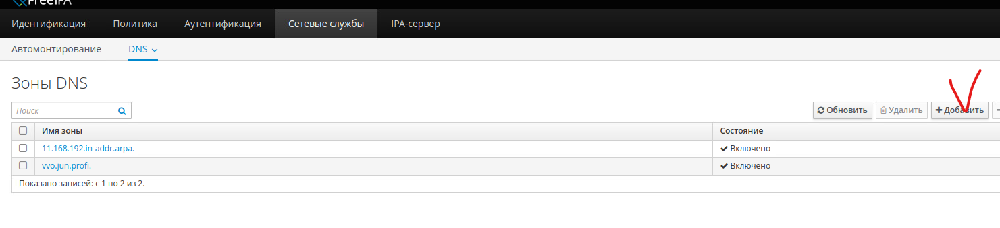 FreeIPA
Идентификация Политика Аутентификация Сетевые службы IPA-сервер
Автомонтирование DNS
Зоны DNS
Поиск Обновить Удалить + Добавить
Имя зоны Состояние
11.168.192.in-addr.arpa. Включено
vvo.jun.profi. Включено
Показано записей: с 1 по 2 из 2.